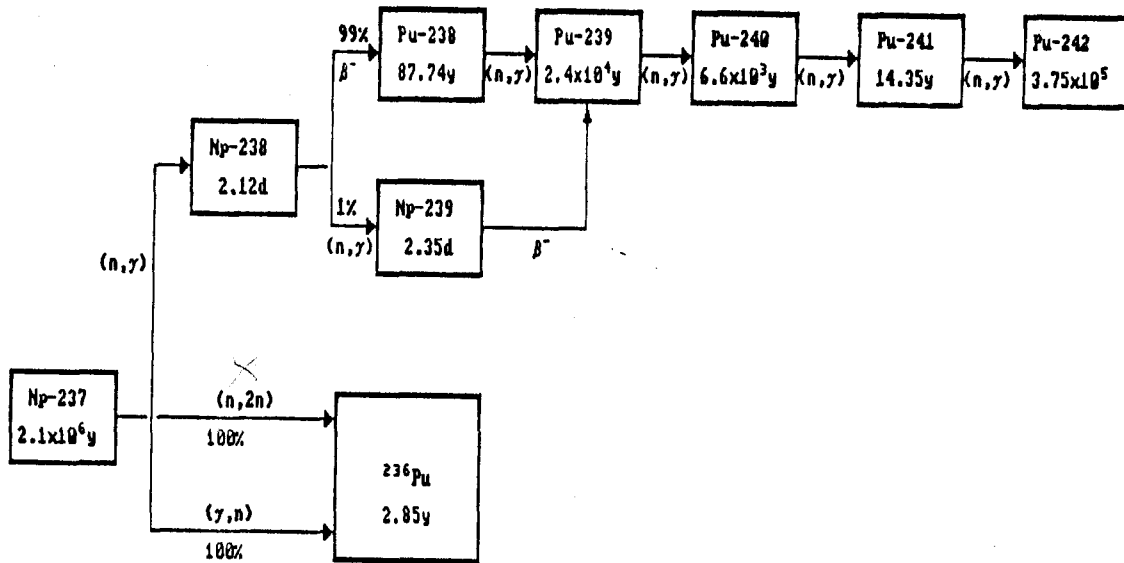 99%
β⁻
Pu-238
87.74y
(n,γ)
Pu-239
2.4x10⁴y
(n,γ)
Pu-240
6.6x10³y
(n,γ)
Pu-241
14.35y
(n,γ)
Pu-242
3.75x10⁵
Np-238
2.12d
1%
(n,γ)
Np-239
2.35d
β⁻
(n,γ)
Np-237
2.1x10⁶y
(n,2n)
100%
²³⁶Pu
2.85y
(γ,n)
100%